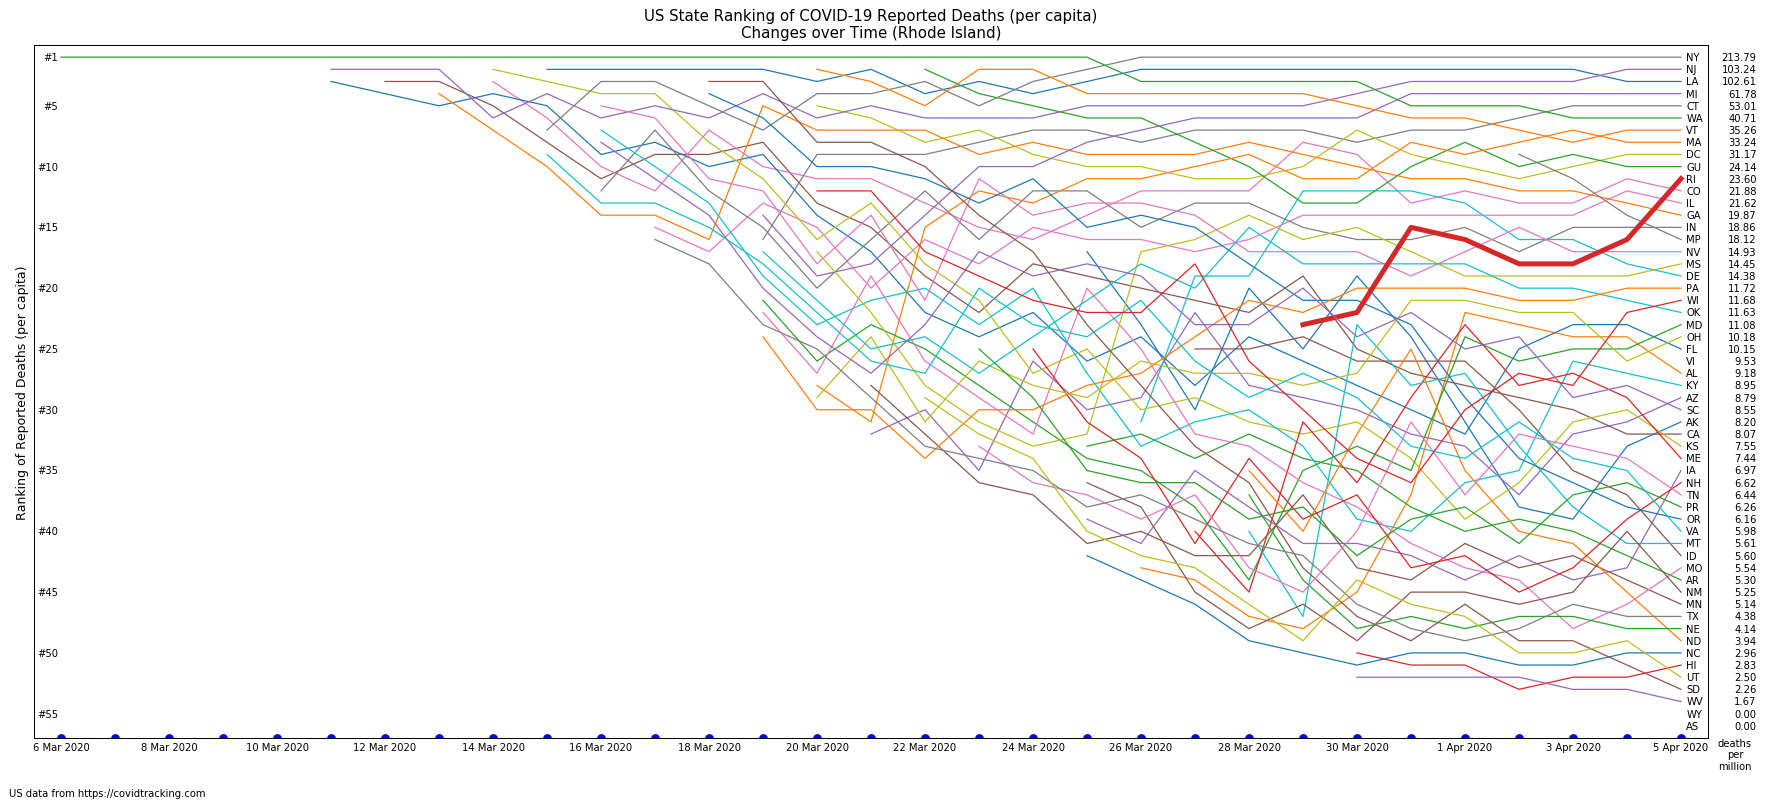 US State Ranking of COVID-19 Reported Deaths (per capita)
Changes over Time (Rhode Island)
Ranking of Reported Deaths (per capita)
#1
#5
#10
#15
#20
#25
#30
#35
#40
#45
#50
#55
NY 213.79
NJ 103.24
LA 102.61
MI 61.78
CT 53.01
WA 40.71
VT 35.26
MA 33.24
DC 31.17
GU 24.14
RI 23.60
CO 21.88
IL 21.62
GA 19.87
IN 18.86
MP 18.12
NV 14.93
MS 14.45
DE 14.38
PA 11.72
WI 11.68
OK 11.63
MD 11.08
OH 10.18
FL 10.15
VI 9.53
AL 9.18
KY 8.95
AZ 8.79
SC 8.55
AK 8.20
CA 8.07
KS 7.55
ME 7.44
IA 6.97
NH 6.62
TN 6.44
PR 6.26
OR 6.16
VA 5.98
MT 5.61
ID 5.60
MO 5.54
AR 5.30
NM 5.25
MN 5.14
TX 4.38
NE 4.14
ND 3.94
NC 2.96
HI 2.83
UT 2.50
SD 2.26
WV 1.67
WY 0.00
AS 0.00
6 Mar 2020 8 Mar 2020 10 Mar 2020 12 Mar 2020 14 Mar 2020 16 Mar 2020 18 Mar 2020 20 Mar 2020 22 Mar 2020 24 Mar 2020 26 Mar 2020 28 Mar 2020 30 Mar 2020 1 Apr 2020 3 Apr 2020 5 Apr 2020
deaths
per
million
US data from https://covidtracking.com